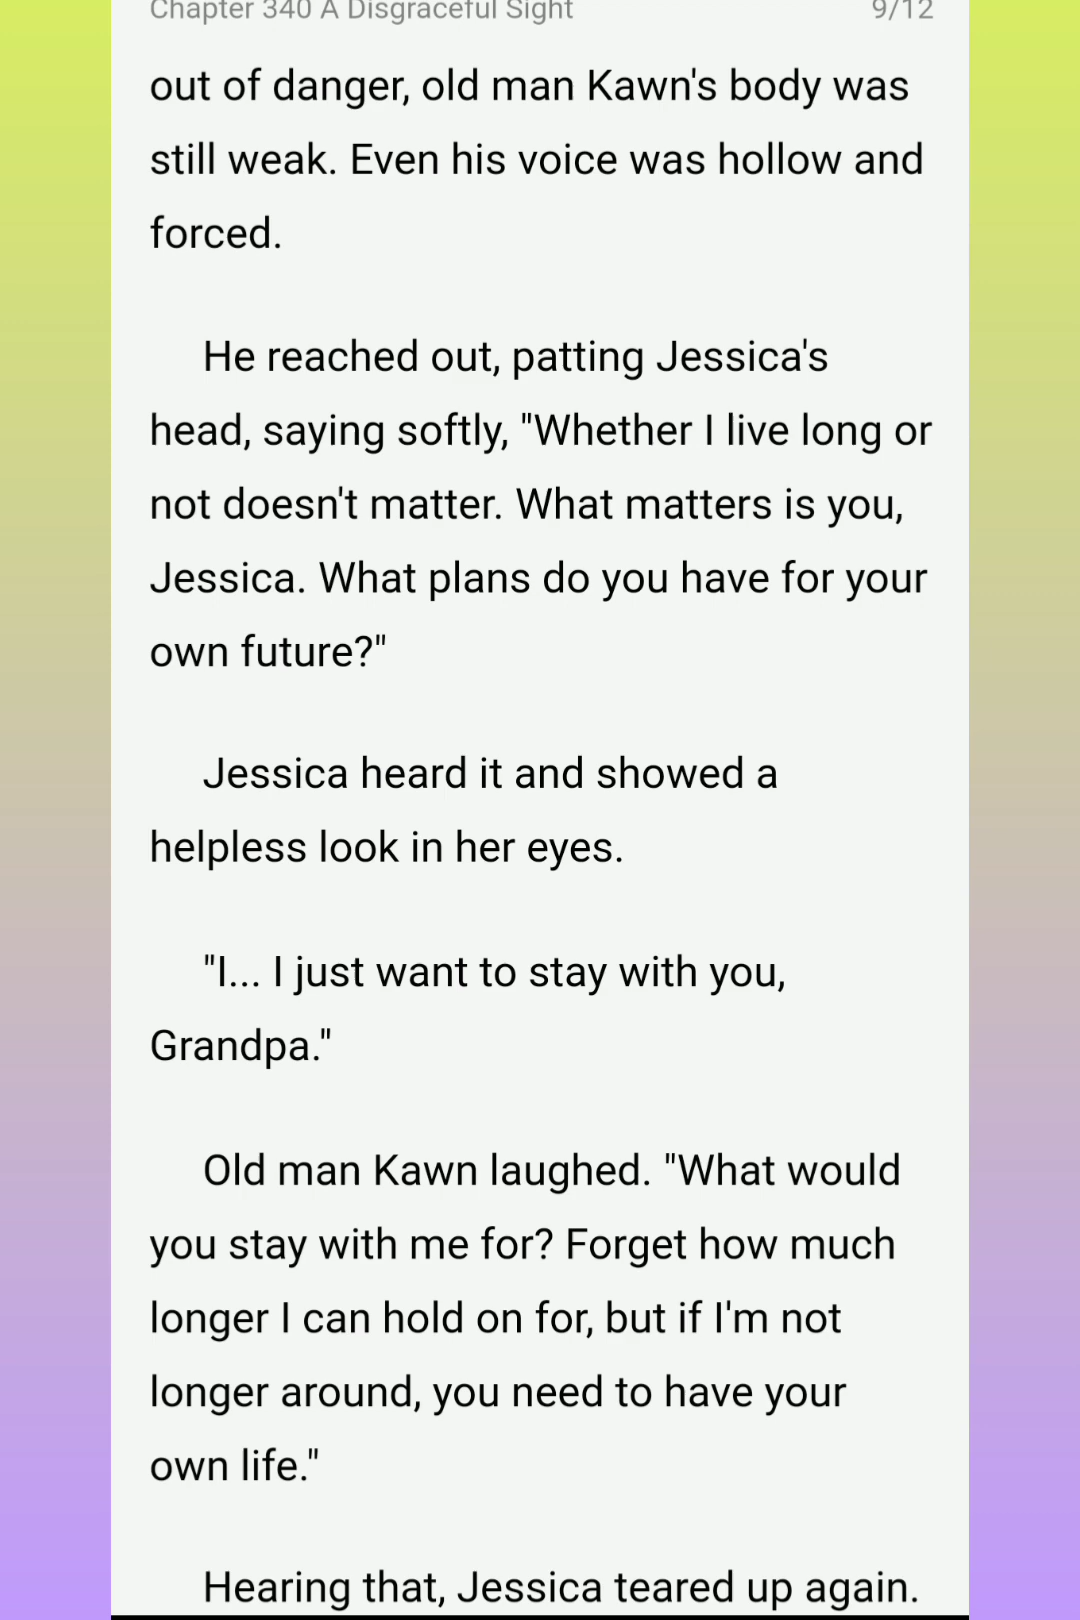 Chapter 340 A Disgraceful Sight 9/12
out of danger, old man Kawn's body was
still weak. Even his voice was hollow and
forced.
He reached out, patting Jessica's
head, saying softly, "Whether I live long or
not doesn't matter. What matters is you,
Jessica. What plans do you have for your
own future?"
Jessica heard it and showed a
helpless look in her eyes.
"I... I just want to stay with you,
Grandpa."
Old man Kawn laughed. "What would
you stay with me for? Forget how much
longer I can hold on for, but if I'm not
longer around, you need to have your
own life."
Hearing that, Jessica teared up again.